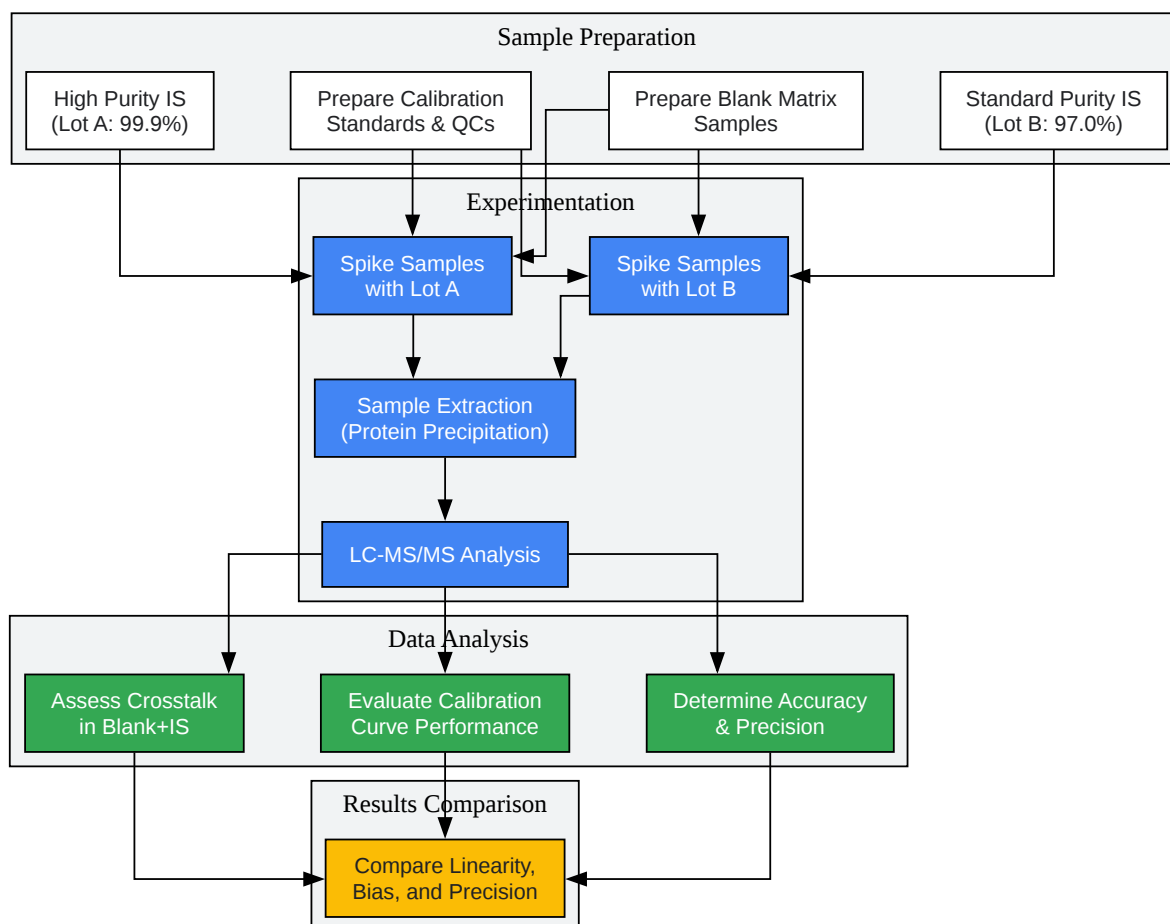 Sample Preparation
High Purity IS
(Lot A: 99.9%)
Prepare Calibration
Standards & QCs
Prepare Blank Matrix
Samples
Standard Purity IS
(Lot B: 97.0%)
Experimentation
Spike Samples
with Lot A
Spike Samples
with Lot B
Sample Extraction
(Protein Precipitation)
LC-MS/MS Analysis
Data Analysis
Assess Crosstalk
in Blank+IS
Evaluate Calibration
Curve Performance
Determine Accuracy
& Precision
Results Comparison
Compare Linearity,
Bias, and Precision